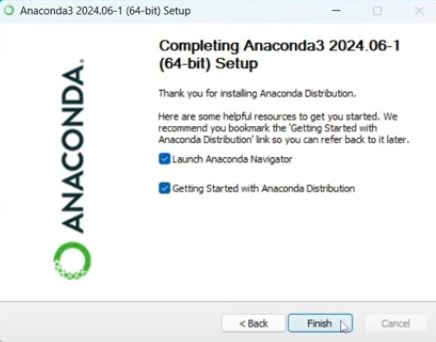 Anaconda3 2024.06-1 (64-bit) Setup
ANACONDA.
Completing Anaconda3 2024.06-1
(64-bit) Setup
Thank you for installing Anaconda Distribution.
Here are some helpful resources to get you started. We
recommend you bookmark the 'Getting Started with
Anaconda Distribution' link so you can refer back to it later.
Launch Anaconda Navigator
Getting Started with Anaconda Distribution
< Back
Finish
Cancel